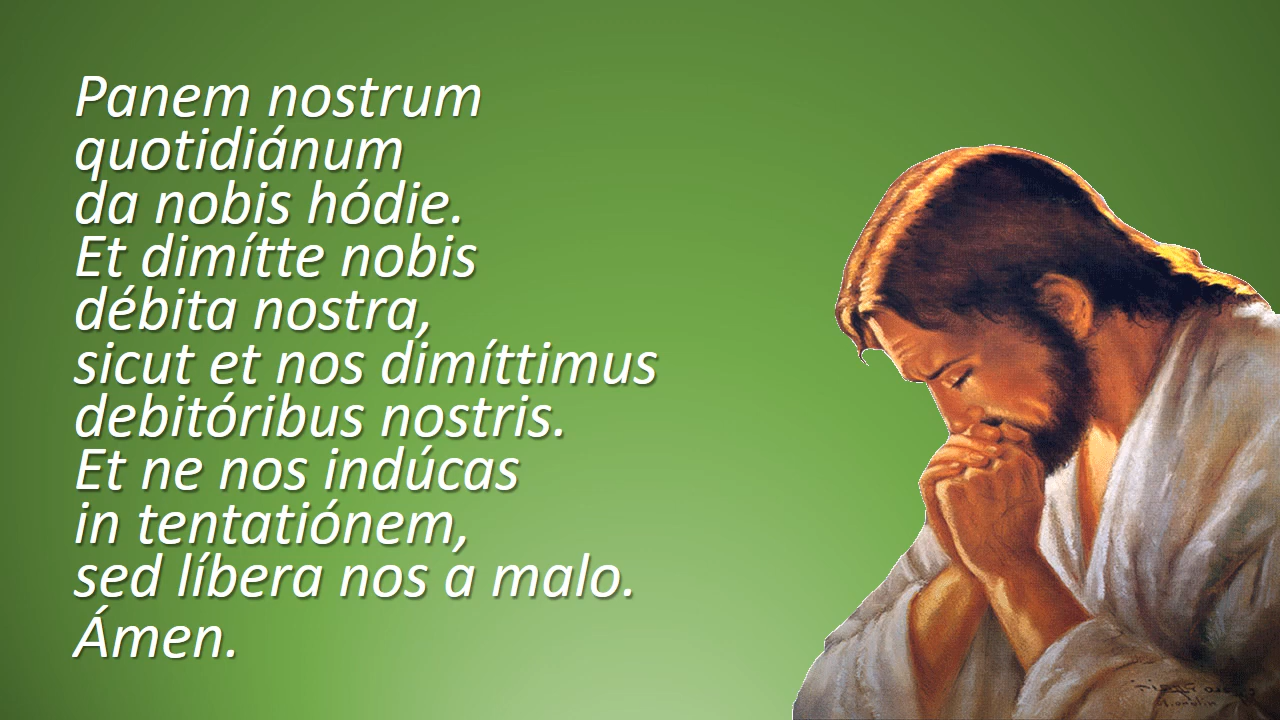 Panem nostrum
quotidiánum
da nobis hódie.
Et dimítte nobis
débita nostra,
sicut et nos dimíttimus
debitóribus nostris.
Et ne nos indúcas
in tentatiónem,
sed líbera nos a malo.
Ámen.